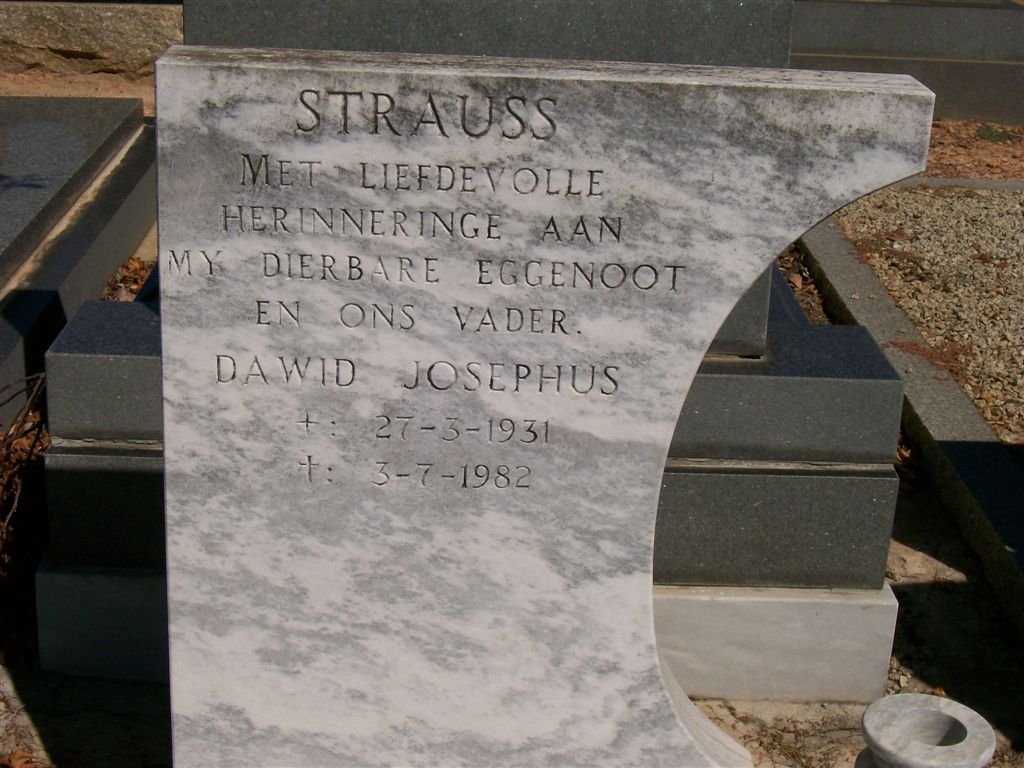 STRAUSS
MET LIEFDEVOLLE
HERINNERINGE AAN
MY DIERBARE EGGENOOT
EN ONS VADER.
DAWID JOSEPHUS
+: 27-3-1931
†: 3-7-1982